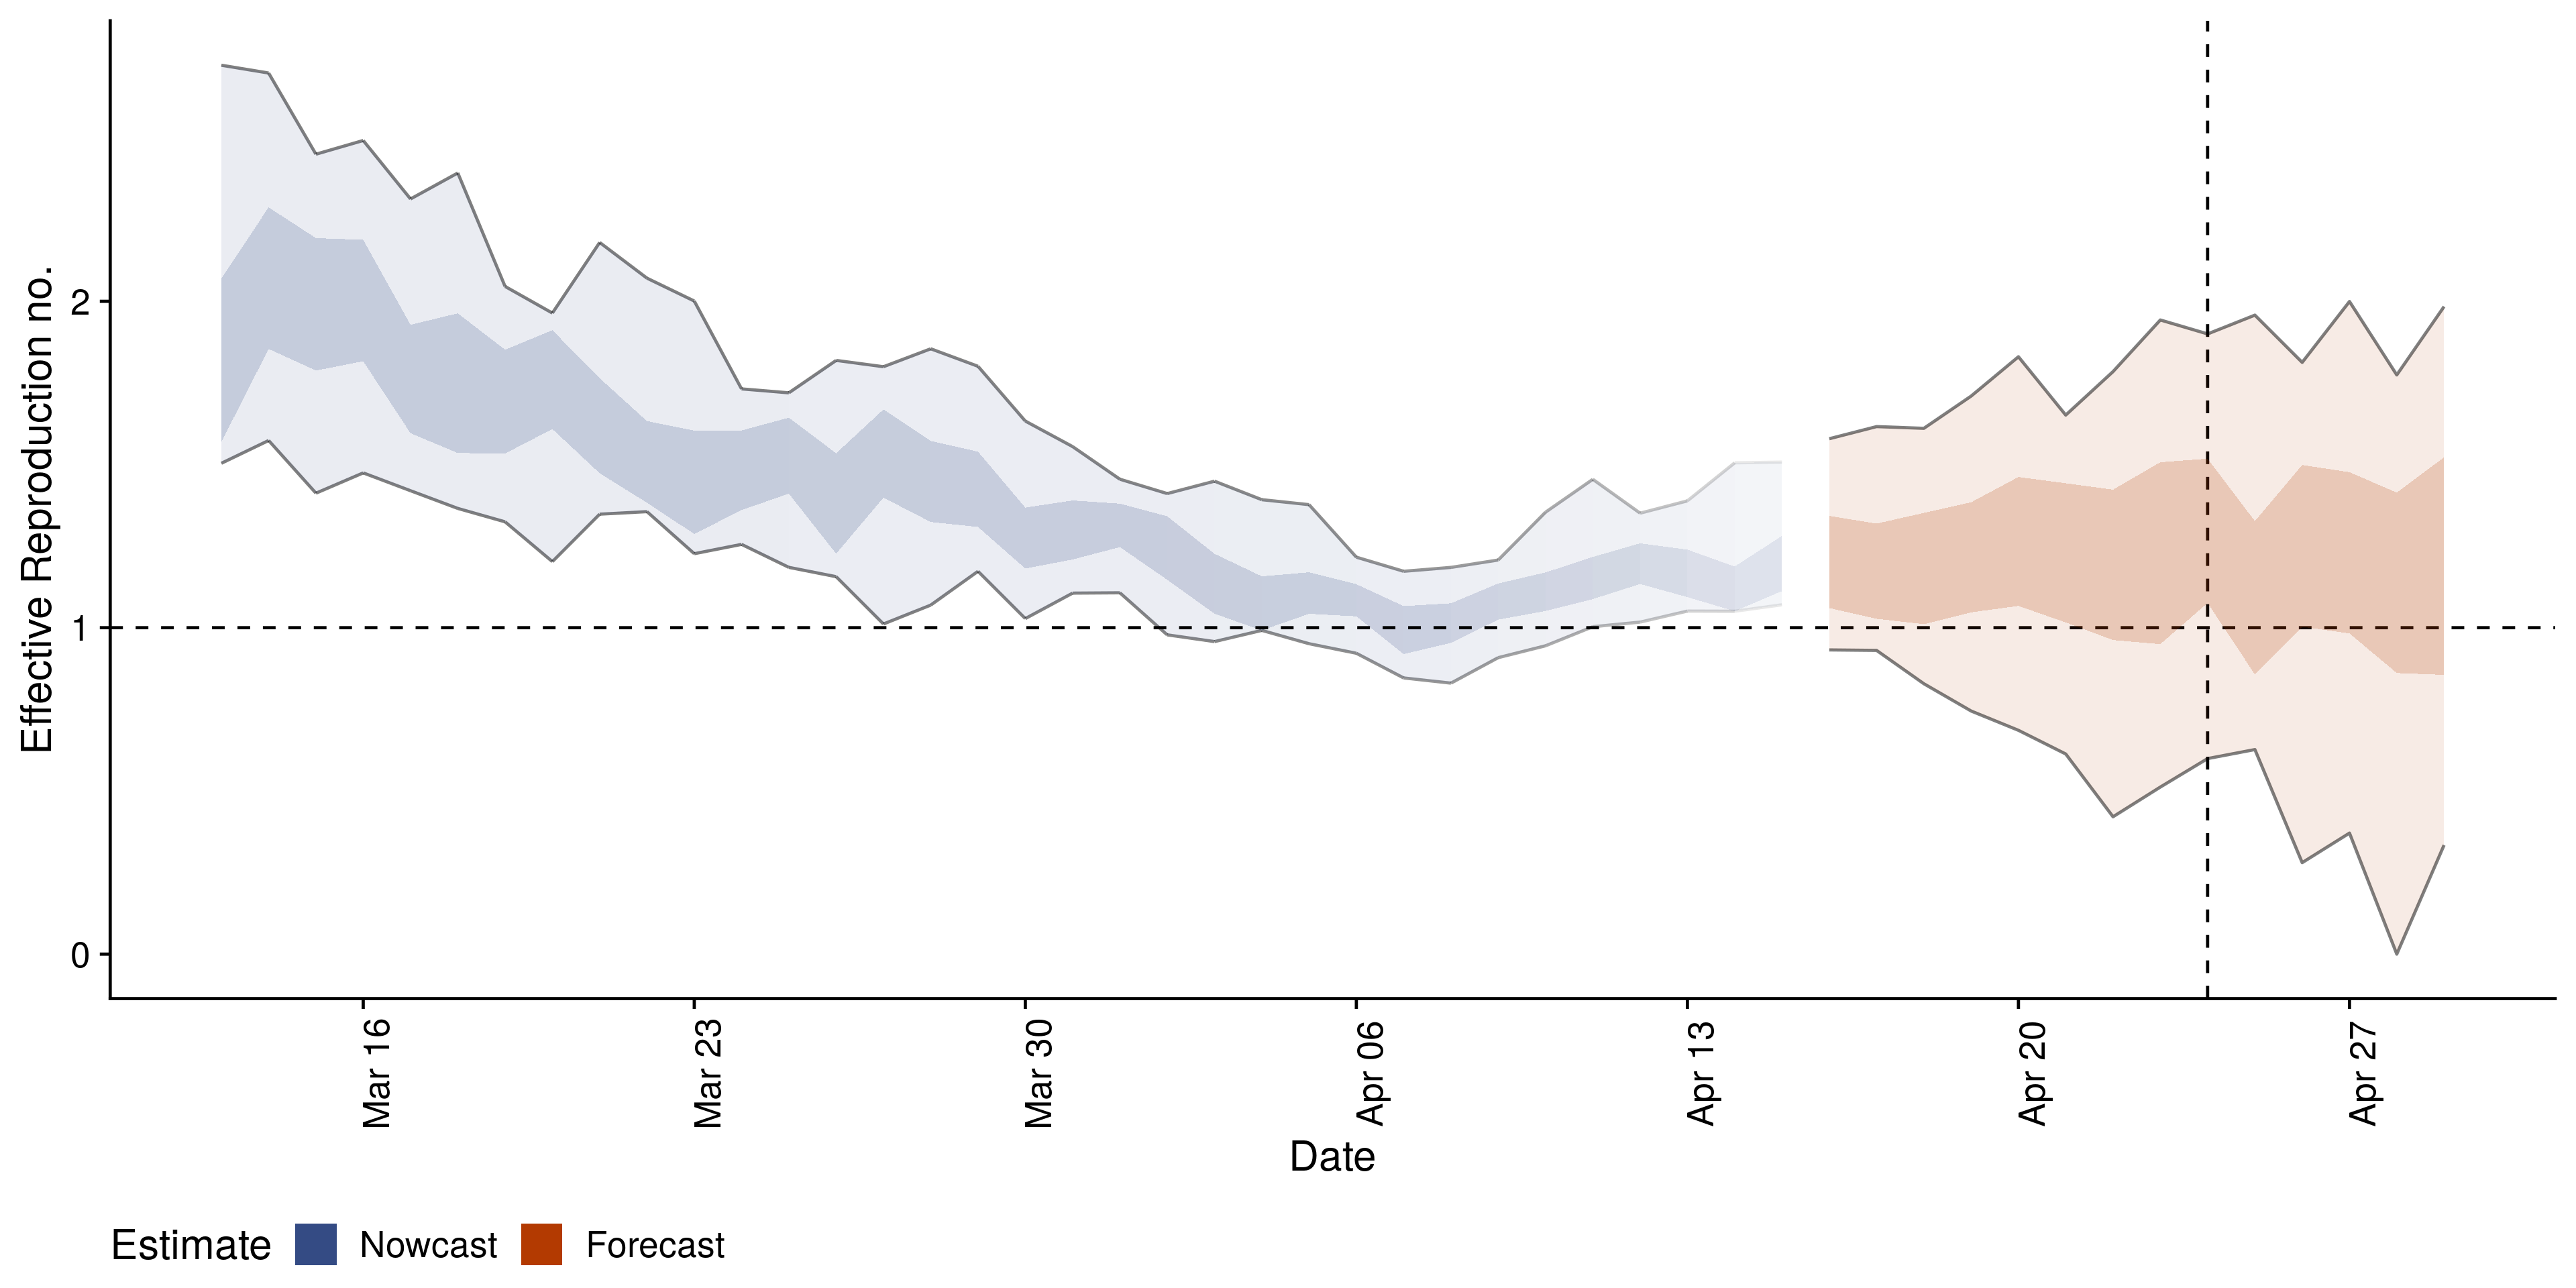 Effective Reproduction no.
2
1
0
Mar 16
Mar 23
Mar 30
Apr 06
Apr 13
Apr 20
Apr 27
Date
Estimate Nowcast Forecast